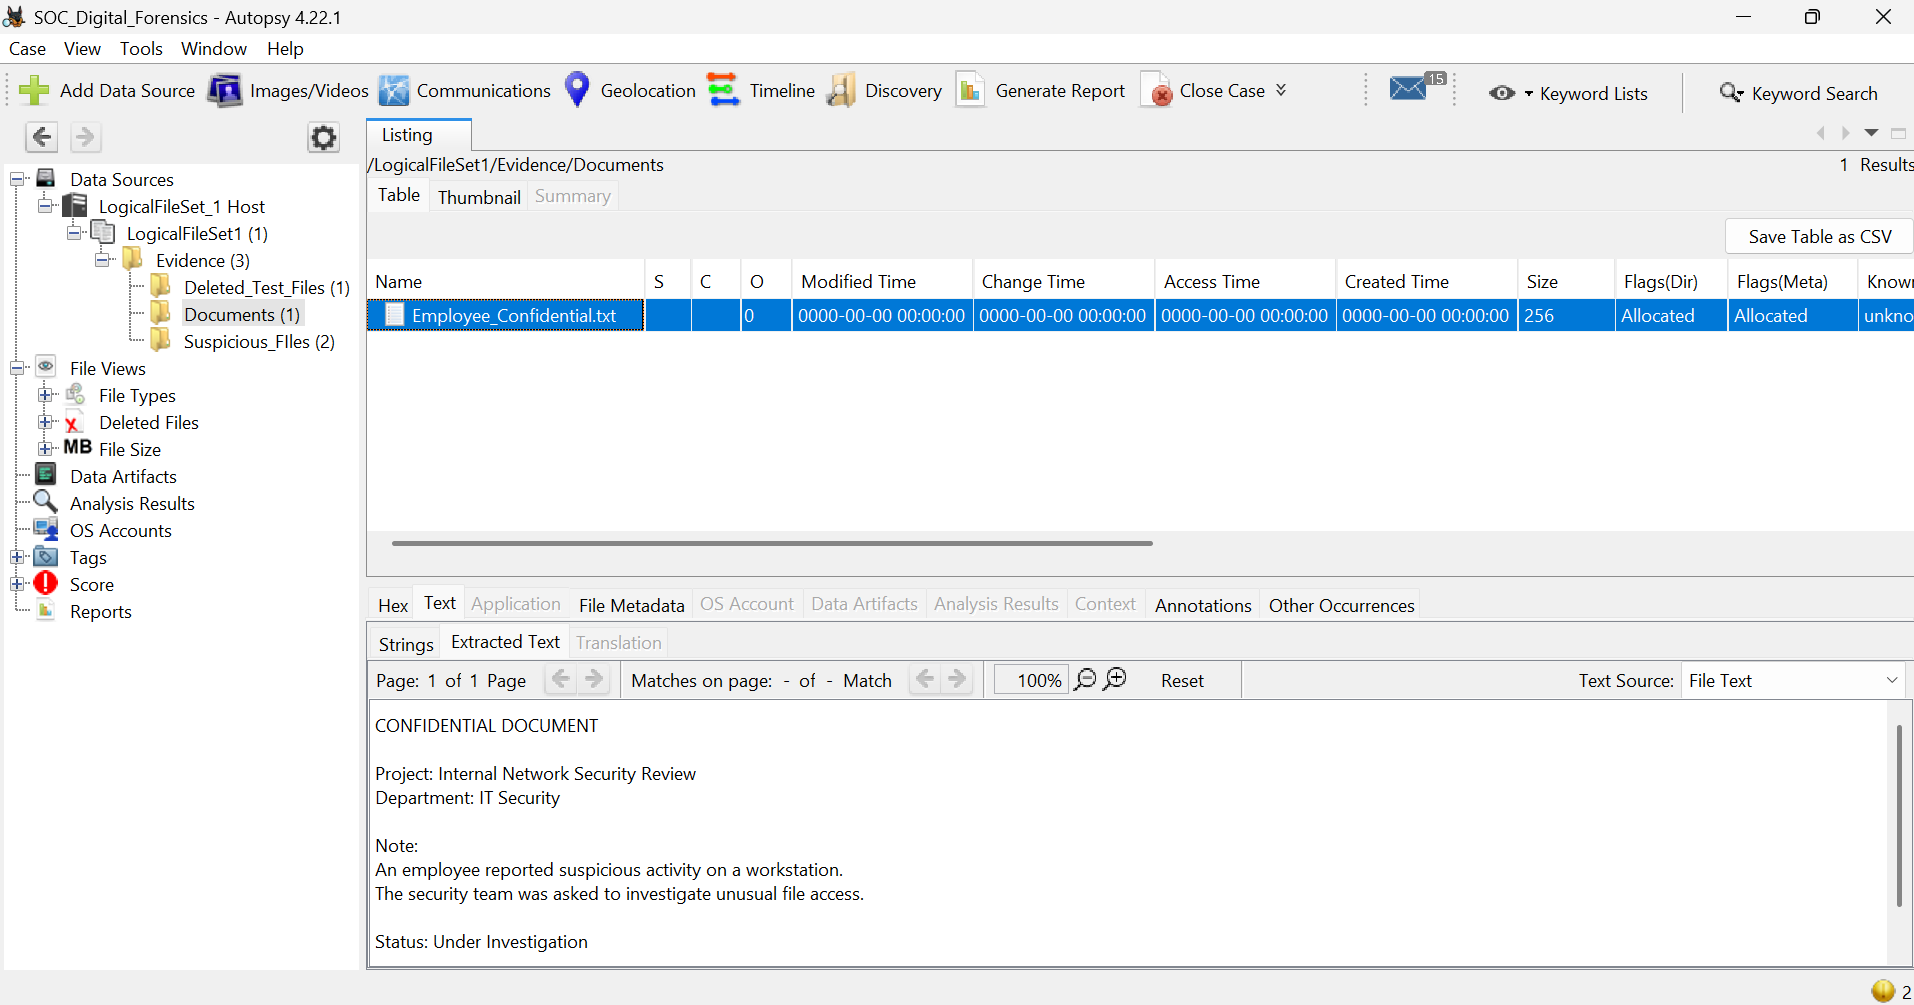 SOC_Digital_Forensics - Autopsy 4.22.1
Case View Tools Window Help
Add Data Source Images/Videos Communications Geolocation Timeline Discovery Generate Report Close Case 15 Keyword Lists Keyword Search
Listing
/LogicalFileSet1/Evidence/Documents 1 Results
Table Thumbnail Summary
Save Table as CSV
Data Sources
LogicalFileSet_1 Host
LogicalFileSet1 (1)
Evidence (3)
Deleted_Test_Files (1)
Documents (1)
Suspicious_FIles (2)
File Views
File Types
Deleted Files
MB File Size
Data Artifacts
Analysis Results
OS Accounts
Tags
Score
Reports
Name S C O Modified Time Change Time Access Time Created Time Size Flags(Dir) Flags(Meta) Known
Employee_Confidential.txt 0 0000-00-00 00:00:00 0000-00-00 00:00:00 0000-00-00 00:00:00 0000-00-00 00:00:00 256 Allocated Allocated unkno
Hex Text Application File Metadata OS Account Data Artifacts Analysis Results Context Annotations Other Occurrences
Strings Extracted Text Translation
Page: 1 of 1 Page Matches on page: - of - Match 100% Reset Text Source: File Text
CONFIDENTIAL DOCUMENT
Project: Internal Network Security Review
Department: IT Security
Note:
An employee reported suspicious activity on a workstation.
The security team was asked to investigate unusual file access.
Status: Under Investigation
2